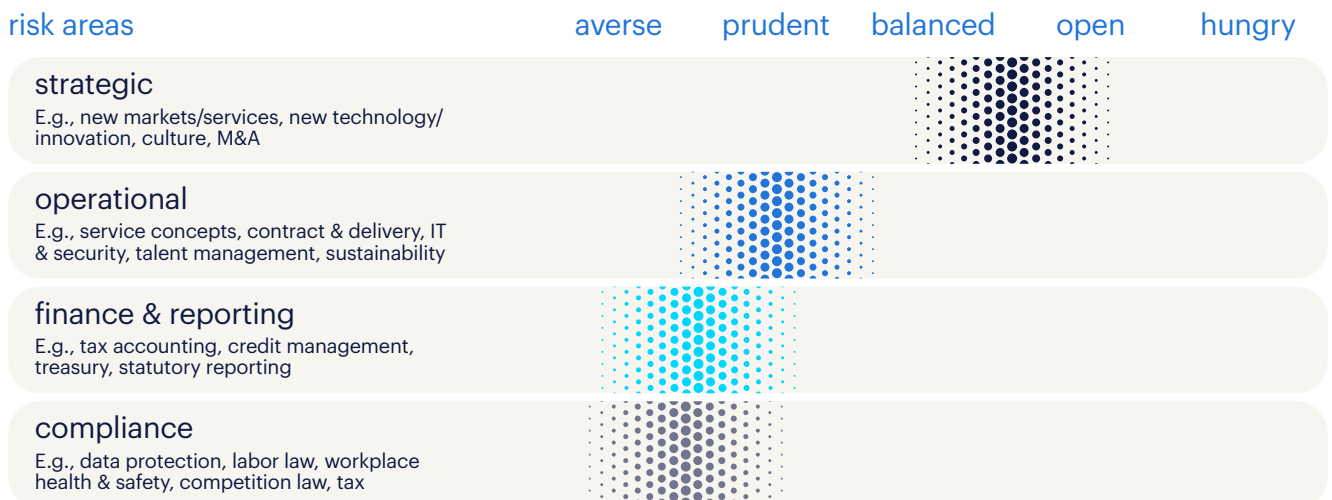 risk areas averse prudent balanced open hungry
strategic
E.g., new markets/services, new technology/
innovation, culture, M&A
operational
E.g., service concepts, contract & delivery, IT
& security, talent management, sustainability
finance & reporting
E.g., tax accounting, credit management,
treasury, statutory reporting
compliance
E.g., data protection, labor law, workplace
health & safety, competition law, tax